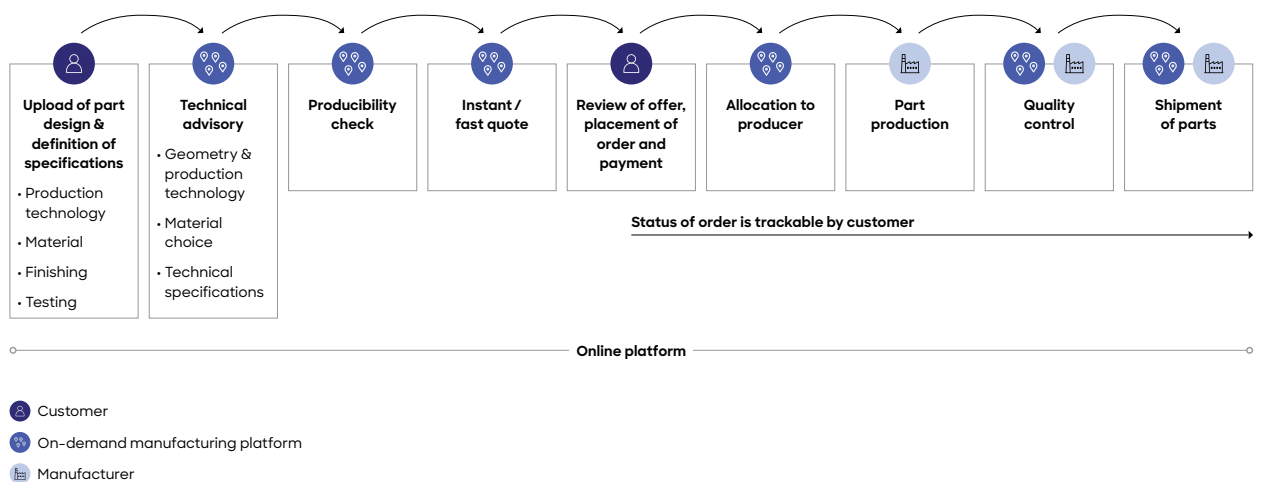 Upload of part
design &
definition of
specifications
• Production
technology
• Material
• Finishing
• Testing
Technical
advisory
• Geometry &
production
technology
• Material
choice
• Technical
specifications
Producibility
check
Instant /
fast quote
Review of offer,
placement of
order and
payment
Allocation to
producer
Part
production
Quality
control
Shipment
of parts
Status of order is trackable by customer
Online platform
Customer
On-demand manufacturing platform
Manufacturer